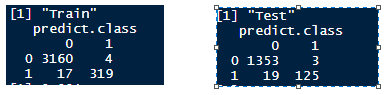 [1] "Train"
predict.class
0 1
0 3160 4
1 17 319
[1] "Test"
predict.class
0 1
0 1353 3
1 19 125